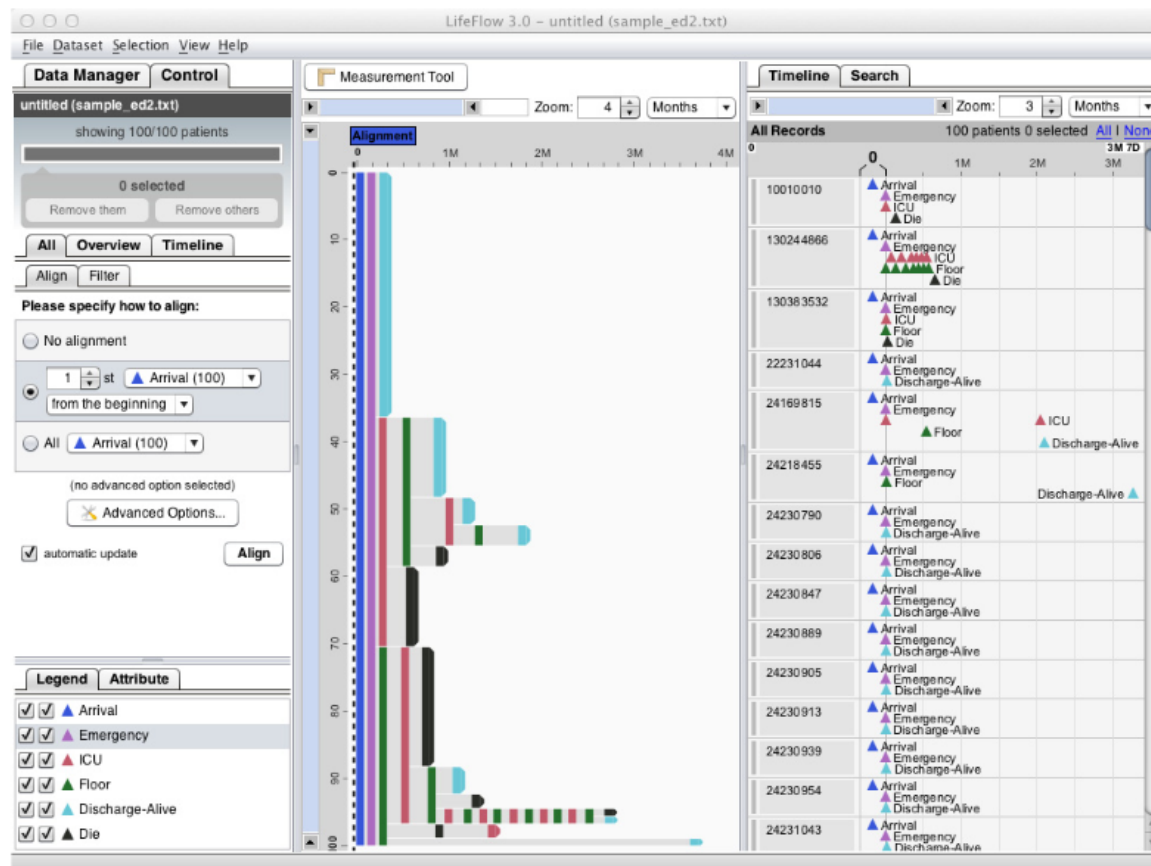 LifeFlow 3.0 – untitled (sample_ed2.txt)
File Dataset Selection View Help
Data Manager Control
untitled (sample_ed2.txt)
showing 100/100 patients
0 selected
Remove them Remove others
All Overview Timeline
Align Filter
Please specify how to align:
No alignment
1 st Arrival (100)
from the beginning
All Arrival (100)
(no advanced option selected)
Advanced Options...
automatic update Align
Legend Attribute
Arrival
Emergency
ICU
Floor
Discharge-Alive
Die
Measurement Tool
Zoom: 4 Months
Alignment
0 1M 2M 3M 4M
0
10
20
30
40
50
60
70
80
90
100
Timeline Search
Zoom: 3 Months
All Records 100 patients 0 selected All | None
0 3M 7D
0 1M 2M 3M
10010010
Arrival
Emergency
ICU
Die
130244866
Arrival
Emergency
ICU
Floor
Die
130383532
Arrival
Emergency
ICU
Floor
Die
22231044
Arrival
Emergency
Discharge-Alive
24169815
Arrival
Emergency
ICU
Floor
Discharge-Alive
24218455
Arrival
Emergency
Floor
Discharge-Alive
24230790
Arrival
Emergency
Discharge-Alive
24230806
Arrival
Emergency
Discharge-Alive
24230847
Arrival
Emergency
Discharge-Alive
24230889
Arrival
Emergency
Discharge-Alive
24230905
Arrival
Emergency
Discharge-Alive
24230913
Arrival
Emergency
Discharge-Alive
24230939
Arrival
Emergency
Discharge-Alive
24230954
Arrival
Emergency
Discharge-Alive
24231043
Arrival
Emergency
Discharge-Alive